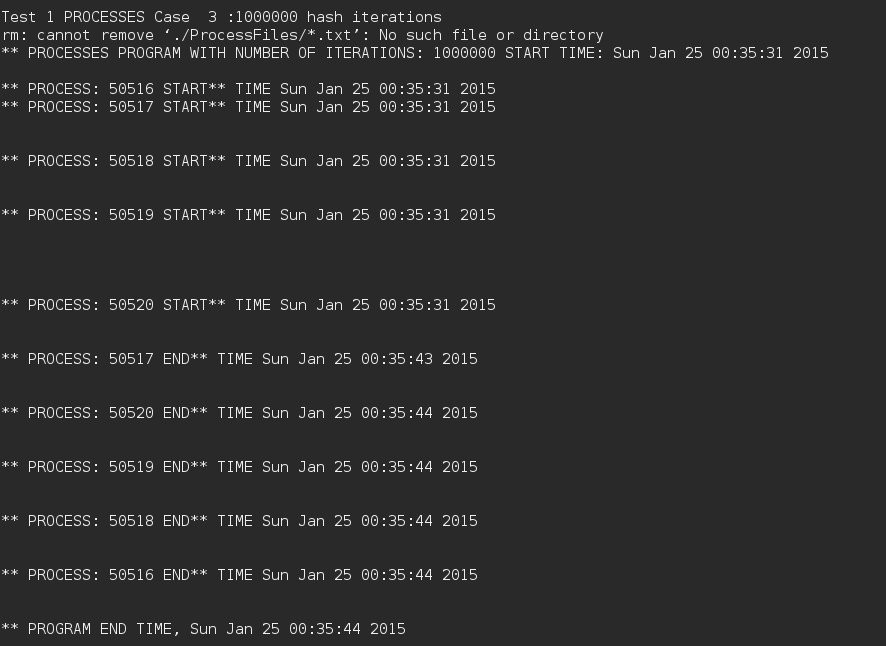 Test 1 PROCESSES Case  3 :1000000 hash iterations
rm: cannot remove ‘./ProcessFiles/*.txt’: No such file or directory
** PROCESSES PROGRAM WITH NUMBER OF ITERATIONS: 1000000 START TIME: Sun Jan 25 00:35:31 2015
** PROCESS: 50516 START** TIME Sun Jan 25 00:35:31 2015
** PROCESS: 50517 START** TIME Sun Jan 25 00:35:31 2015
** PROCESS: 50518 START** TIME Sun Jan 25 00:35:31 2015
** PROCESS: 50519 START** TIME Sun Jan 25 00:35:31 2015
** PROCESS: 50520 START** TIME Sun Jan 25 00:35:31 2015
** PROCESS: 50517 END** TIME Sun Jan 25 00:35:43 2015
** PROCESS: 50520 END** TIME Sun Jan 25 00:35:44 2015
** PROCESS: 50519 END** TIME Sun Jan 25 00:35:44 2015
** PROCESS: 50518 END** TIME Sun Jan 25 00:35:44 2015
** PROCESS: 50516 END** TIME Sun Jan 25 00:35:44 2015
** PROGRAM END TIME, Sun Jan 25 00:35:44 2015